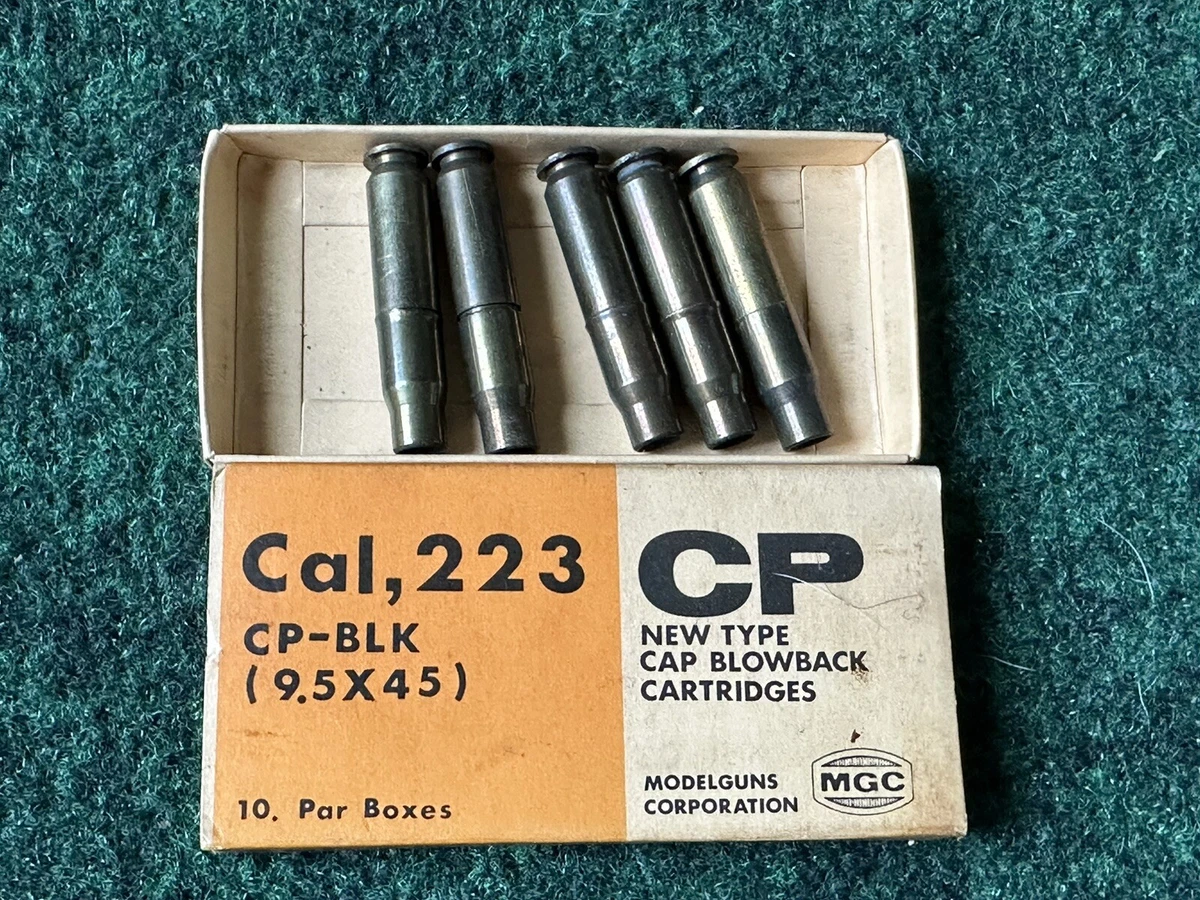 Cal,223
CP-BLK
(9.5X45)
10. Par Boxes
CP
NEW TYPE
CAP BLOWBACK
CARTRIDGES
MODELGUNS
CORPORATION
MGC